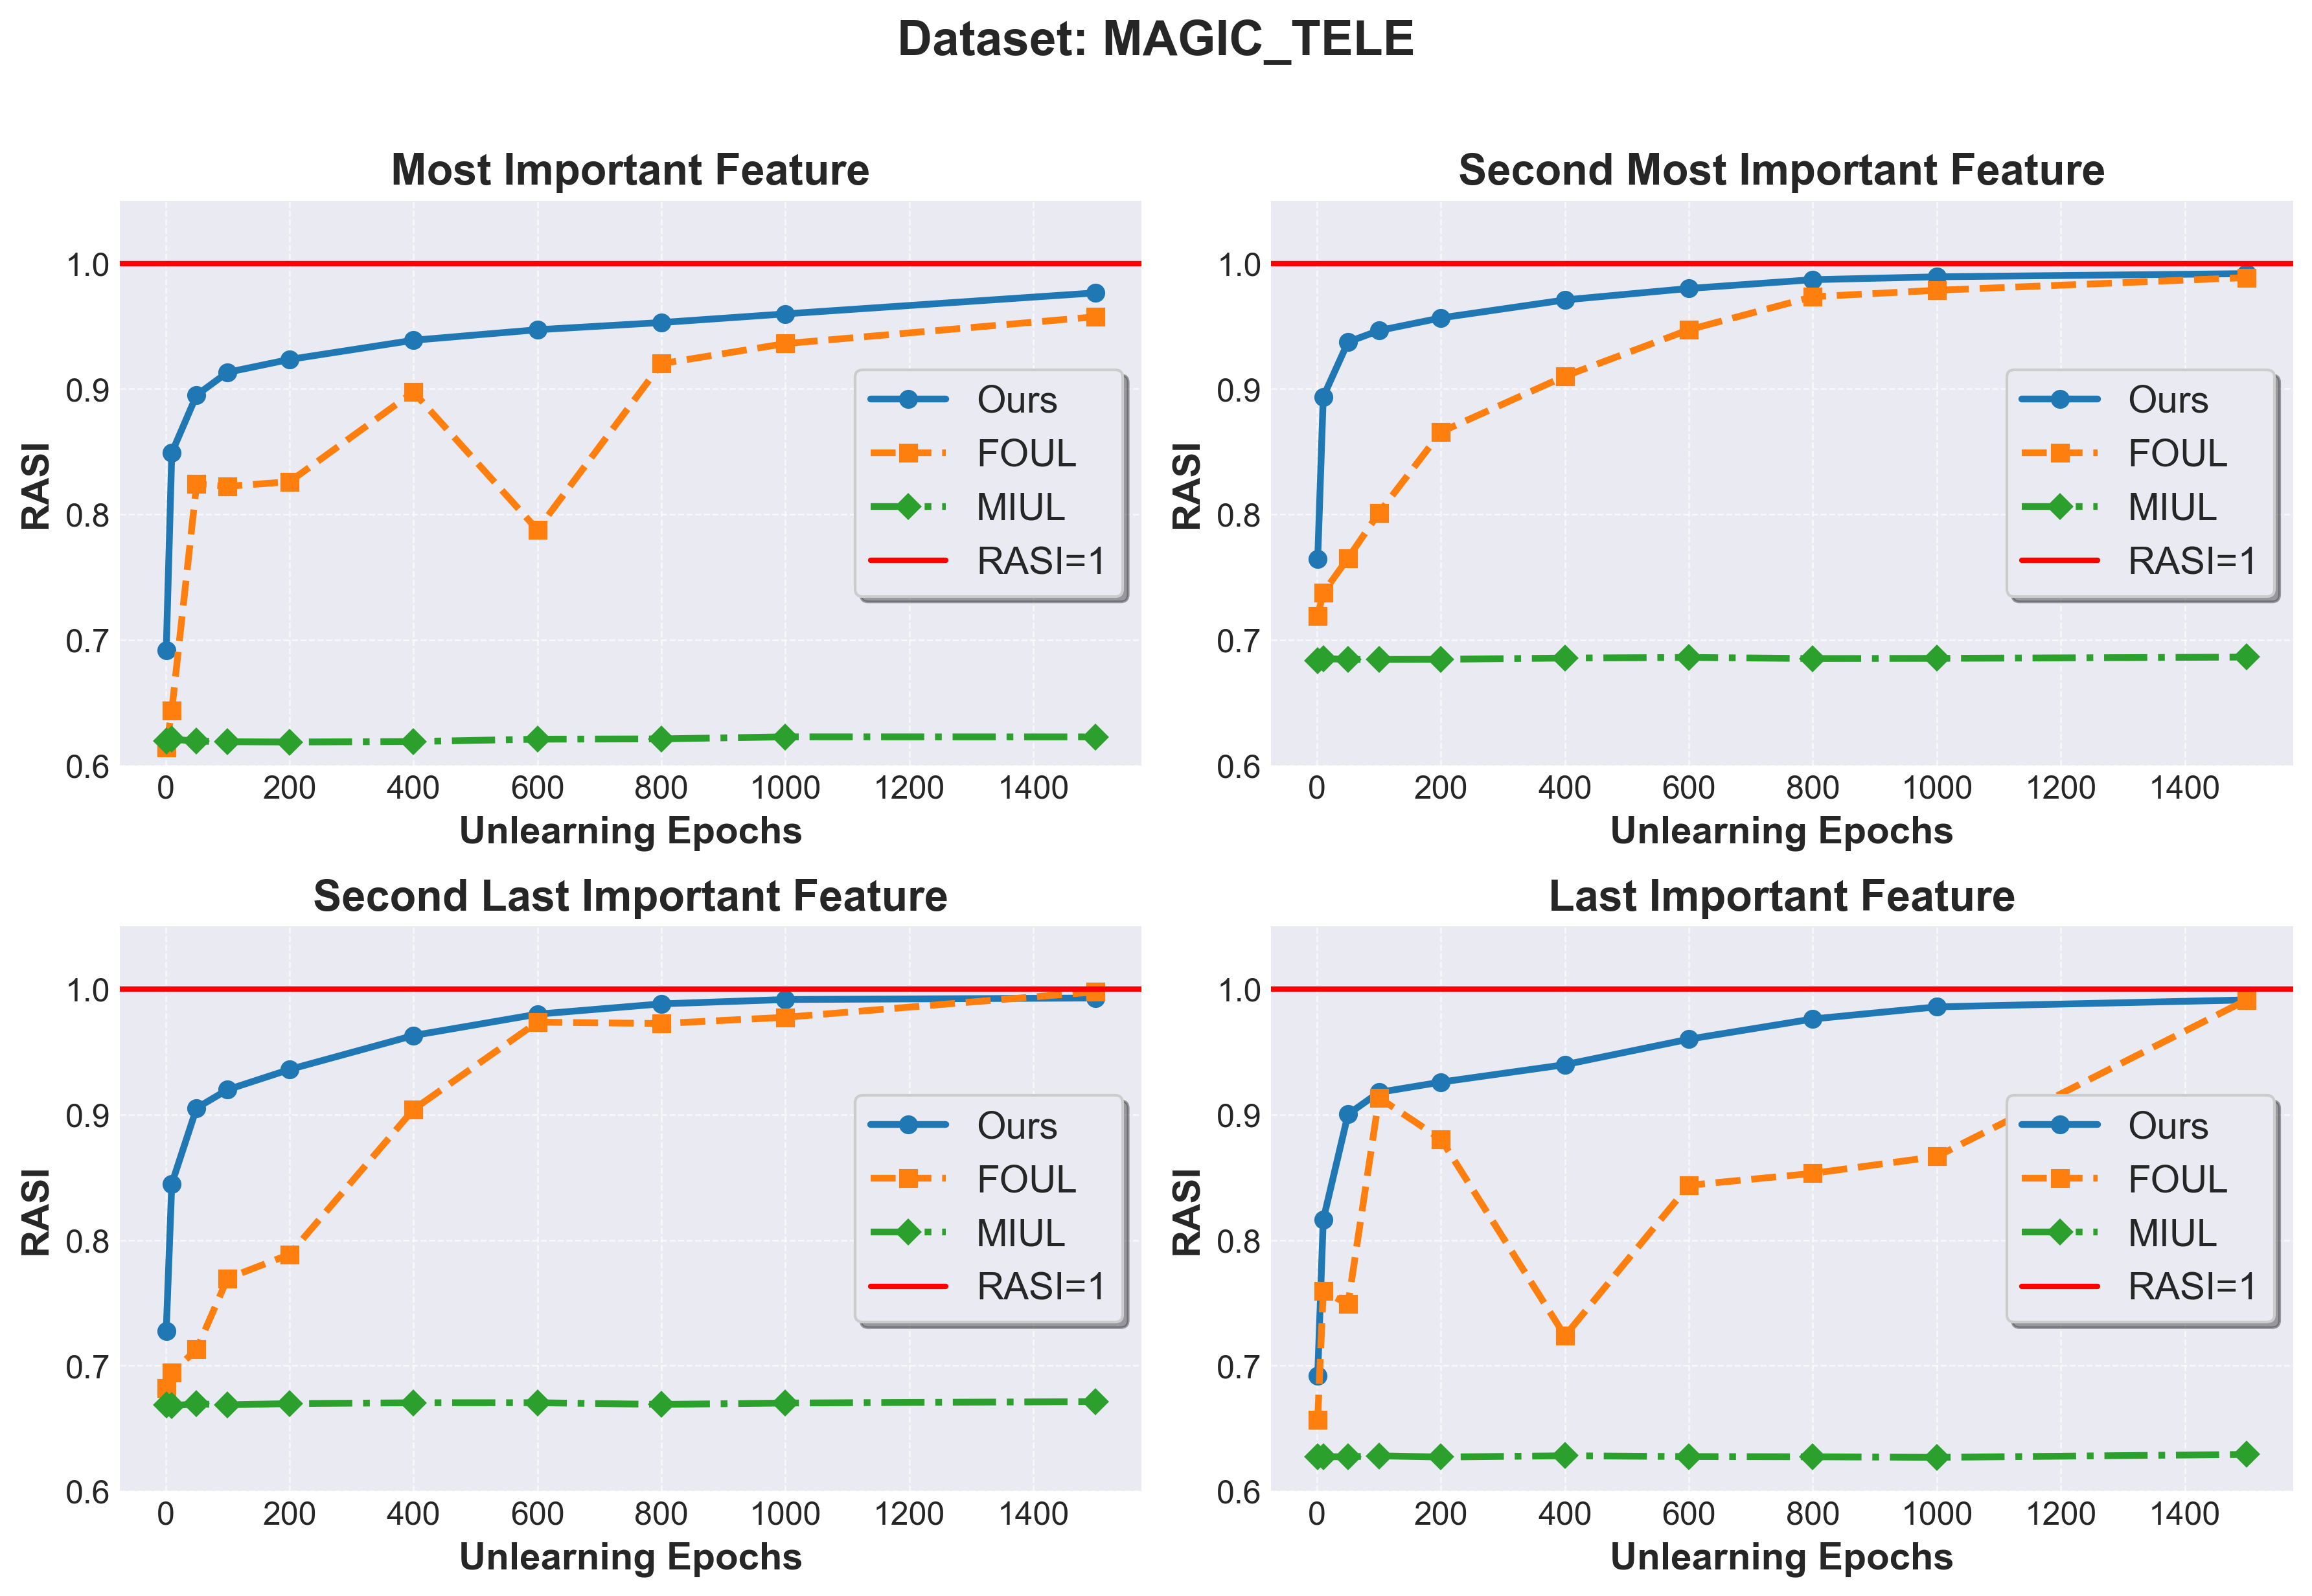 Dataset: MAGIC_TELE
Most Important Feature
RASI
1.0
0.9
0.8
0.7
0.6
0 200 400 600 800 1000 1200 1400
Unlearning Epochs
Ours
FOUL
MIUL
RASI=1
Second Most Important Feature
RASI
1.0
0.9
0.8
0.7
0.6
0 200 400 600 800 1000 1200 1400
Unlearning Epochs
Ours
FOUL
MIUL
RASI=1
Second Last Important Feature
RASI
1.0
0.9
0.8
0.7
0.6
0 200 400 600 800 1000 1200 1400
Unlearning Epochs
Ours
FOUL
MIUL
RASI=1
Last Important Feature
RASI
1.0
0.9
0.8
0.7
0.6
0 200 400 600 800 1000 1200 1400
Unlearning Epochs
Ours
FOUL
MIUL
RASI=1